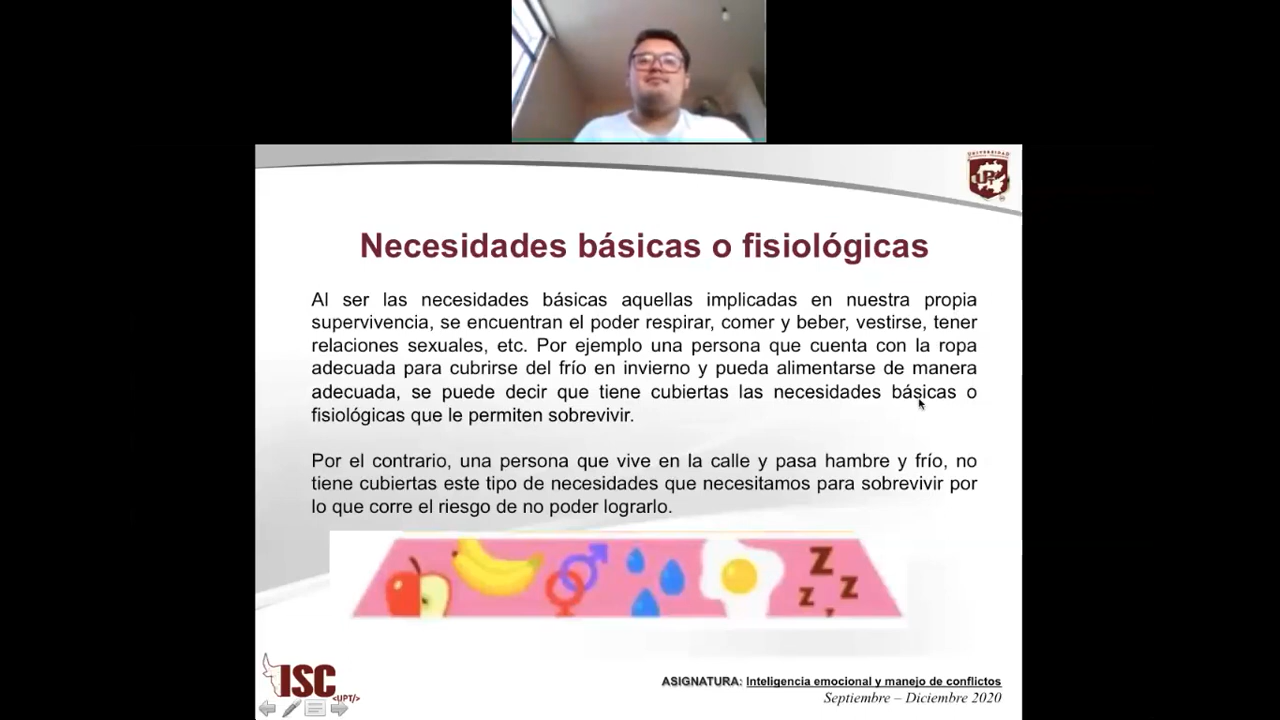 UNIVERSIDAD
UPT
Necesidades básicas o fisiológicas
Al ser las necesidades básicas aquellas implicadas en nuestra propia
supervivencia, se encuentran el poder respirar, comer y beber, vestirse, tener
relaciones sexuales, etc. Por ejemplo una persona que cuenta con la ropa
adecuada para cubrirse del frío en invierno y pueda alimentarse de manera
adecuada, se puede decir que tiene cubiertas las necesidades básicas o
fisiológicas que le permiten sobrevivir.
Por el contrario, una persona que vive en la calle y pasa hambre y frío, no
tiene cubiertas este tipo de necesidades que necesitamos para sobrevivir por
lo que corre el riesgo de no poder lograrlo.
z z z z
ISC
<UPT/>
ASIGNATURA: Inteligencia emocional y manejo de conflictos
Septiembre – Diciembre 2020